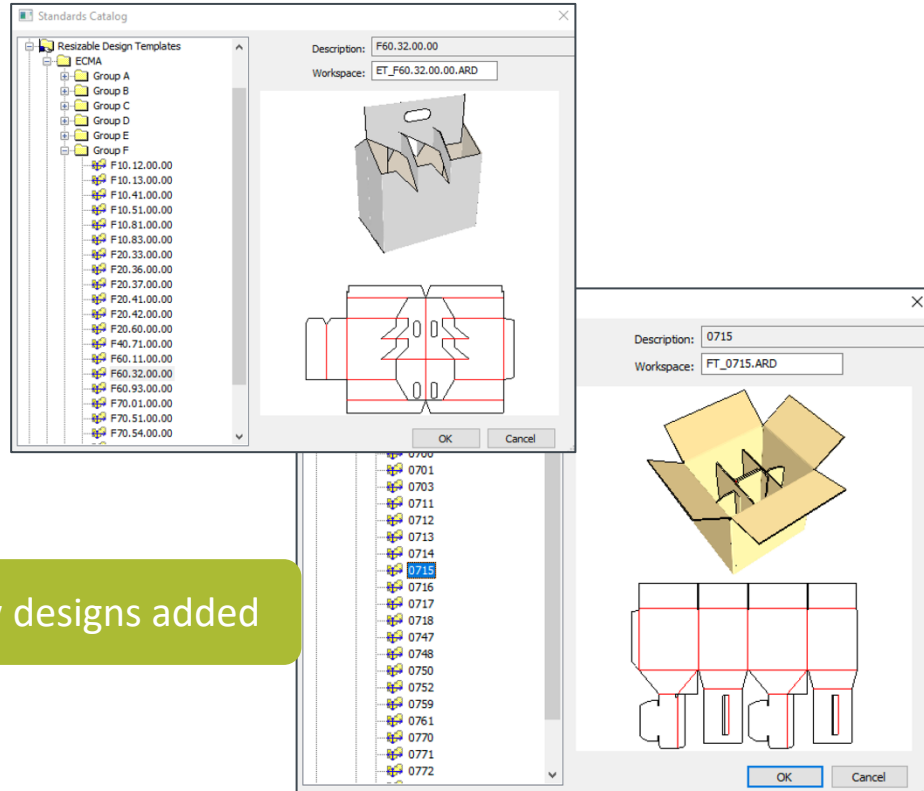 Standards Catalog
Resizable Design Templates
ECMA
Group A
Group B
Group C
Group D
Group E
Group F
F10.12.00.00
F10.13.00.00
F10.41.00.00
F10.51.00.00
F10.81.00.00
F10.83.00.00
F20.33.00.00
F20.36.00.00
F20.37.00.00
F20.41.00.00
F20.42.00.00
F20.60.00.00
F40.71.00.00
F60.11.00.00
F60.32.00.00
F60.93.00.00
F70.01.00.00
F70.51.00.00
F70.54.00.00
Description: F60.32.00.00
Workspace: ET_F60.32.00.00.ARD
OK Cancel
Description: 0715
Workspace: FT_0715.ARD
0700
0701
0703
0711
0712
0713
0714
0715
0716
0717
0718
0747
0748
0750
0752
0759
0761
0770
0771
0772
OK Cancel
designs added